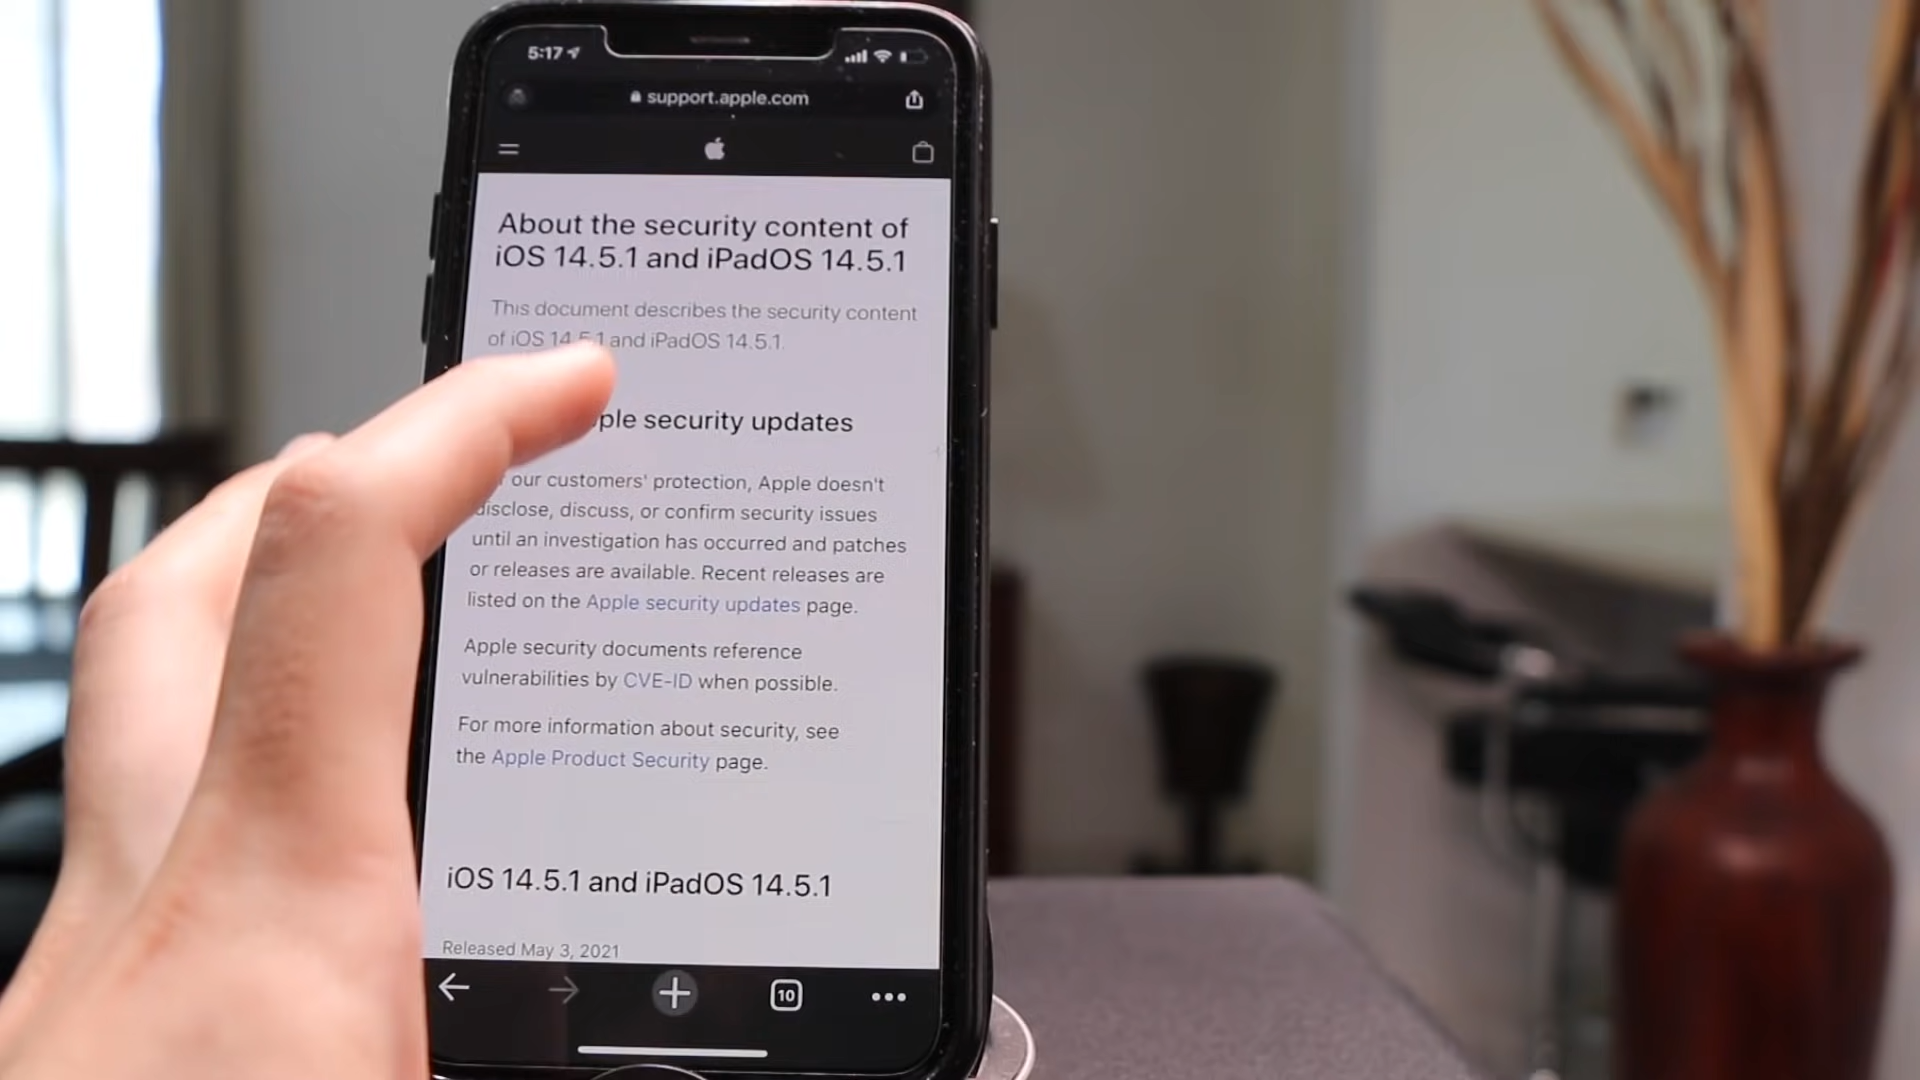 5:17
support.apple.com
About the security content of
iOS 14.5.1 and iPadOS 14.5.1
This document describes the security content
of iOS 14.5.1 and iPadOS 14.5.1.
ple security updates
our customers' protection, Apple doesn't
disclose, discuss, or confirm security issues
until an investigation has occurred and patches
or releases are available. Recent releases are
listed on the Apple security updates page.
Apple security documents reference
vulnerabilities by CVE-ID when possible.
For more information about security, see
the Apple Product Security page.
iOS 14.5.1 and iPadOS 14.5.1
Released May 3, 2021
10